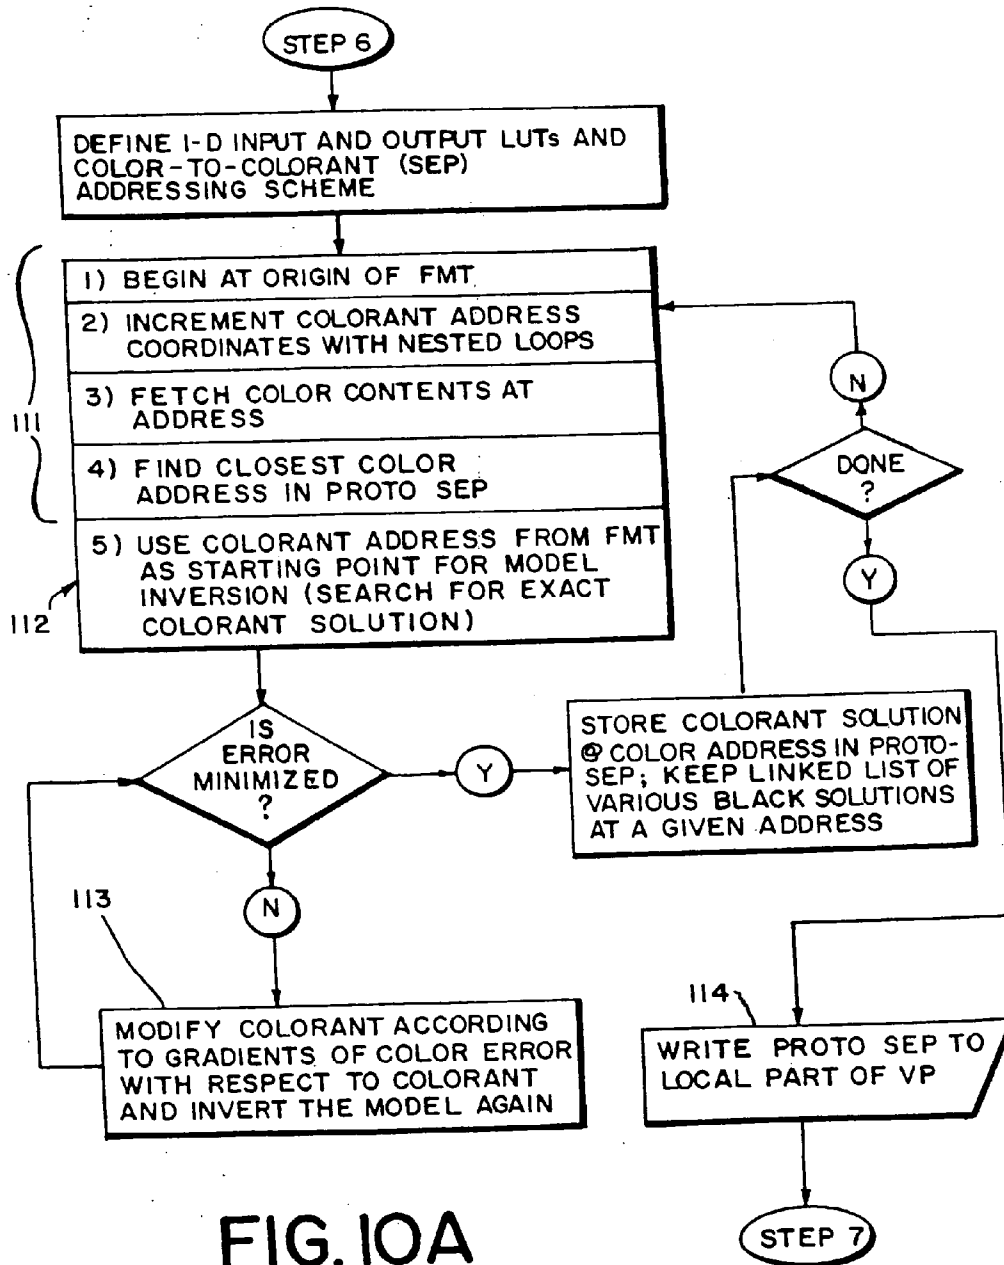 STEP 6
DEFINE 1-D INPUT AND OUTPUT LUTs AND
COLOR-TO-COLORANT (SEP)
ADDRESSING SCHEME
1) BEGIN AT ORIGIN OF FMT
2) INCREMENT COLORANT ADDRESS
COORDINATES WITH NESTED LOOPS
3) FETCH COLOR CONTENTS AT
ADDRESS
4) FIND CLOSEST COLOR
ADDRESS IN PROTO SEP
5) USE COLORANT ADDRESS FROM FMT
AS STARTING POINT FOR MODEL
INVERSION (SEARCH FOR EXACT
COLORANT SOLUTION)
111
112
N
DONE
?
Y
IS
ERROR
MINIMIZED
?
Y
STORE COLORANT SOLUTION
@ COLOR ADDRESS IN PROTO-
SEP; KEEP LINKED LIST OF
VARIOUS BLACK SOLUTIONS
AT A GIVEN ADDRESS
N
113
MODIFY COLORANT ACCORDING
TO GRADIENTS OF COLOR ERROR
WITH RESPECT TO COLORANT
AND INVERT THE MODEL AGAIN
114
WRITE PROTO SEP TO
LOCAL PART OF VP
STEP 7
FIG. 10A